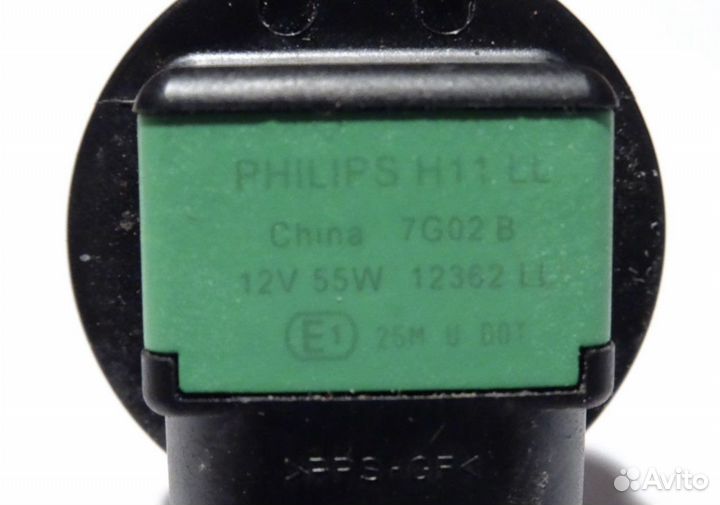 PHILIPS H11 LL
China 7G02 B
12V 55W 12362 LL
E1 25M U DOT
>PPS-GF<
Avito